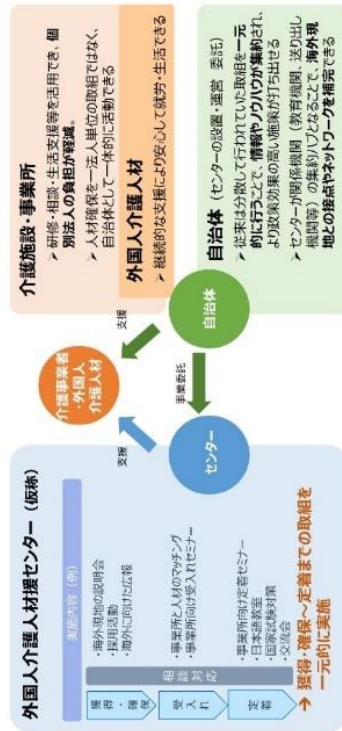 外国人介護人材援センター（仮称）
実施内容（例）
獲得・確保
受入れ
定着
相談対応
・海外現地の説明会
・採用活動
・海外に向けた広報
・事業所と人材のマッチング
・事業所向け受入れセミナー
・事業所向け定着セミナー
・日本語教室
・国家試験対策
・交流会
→ 獲得・確保～定着までの取組を
一元的に実施
支援
介護事業者
・外国人
介護人材
支援
センター
事業委託
自治体
介護施設・事業所
➤ 研修・相談・生活支援等を活用でき、個
別法人の負担が軽減。
➤ 人材確保を一法人単位の取組ではなく、
自治体として一体的に活動できる
外国人介護人材
➤ 継続的な支援により安心して就労・生活できる
自治体（センターの設置・運営　委託）
➤ 従来は分散して行われていた取組を一元
的に行うことで、情報やノウハウが集約され、
より政策効果の高い施策が打ち出せる
➤ センターが関係機関（教育機関、送り出し
機関等）の集約ハブとなることで、海外現
地との接点やネットワークを補完できる